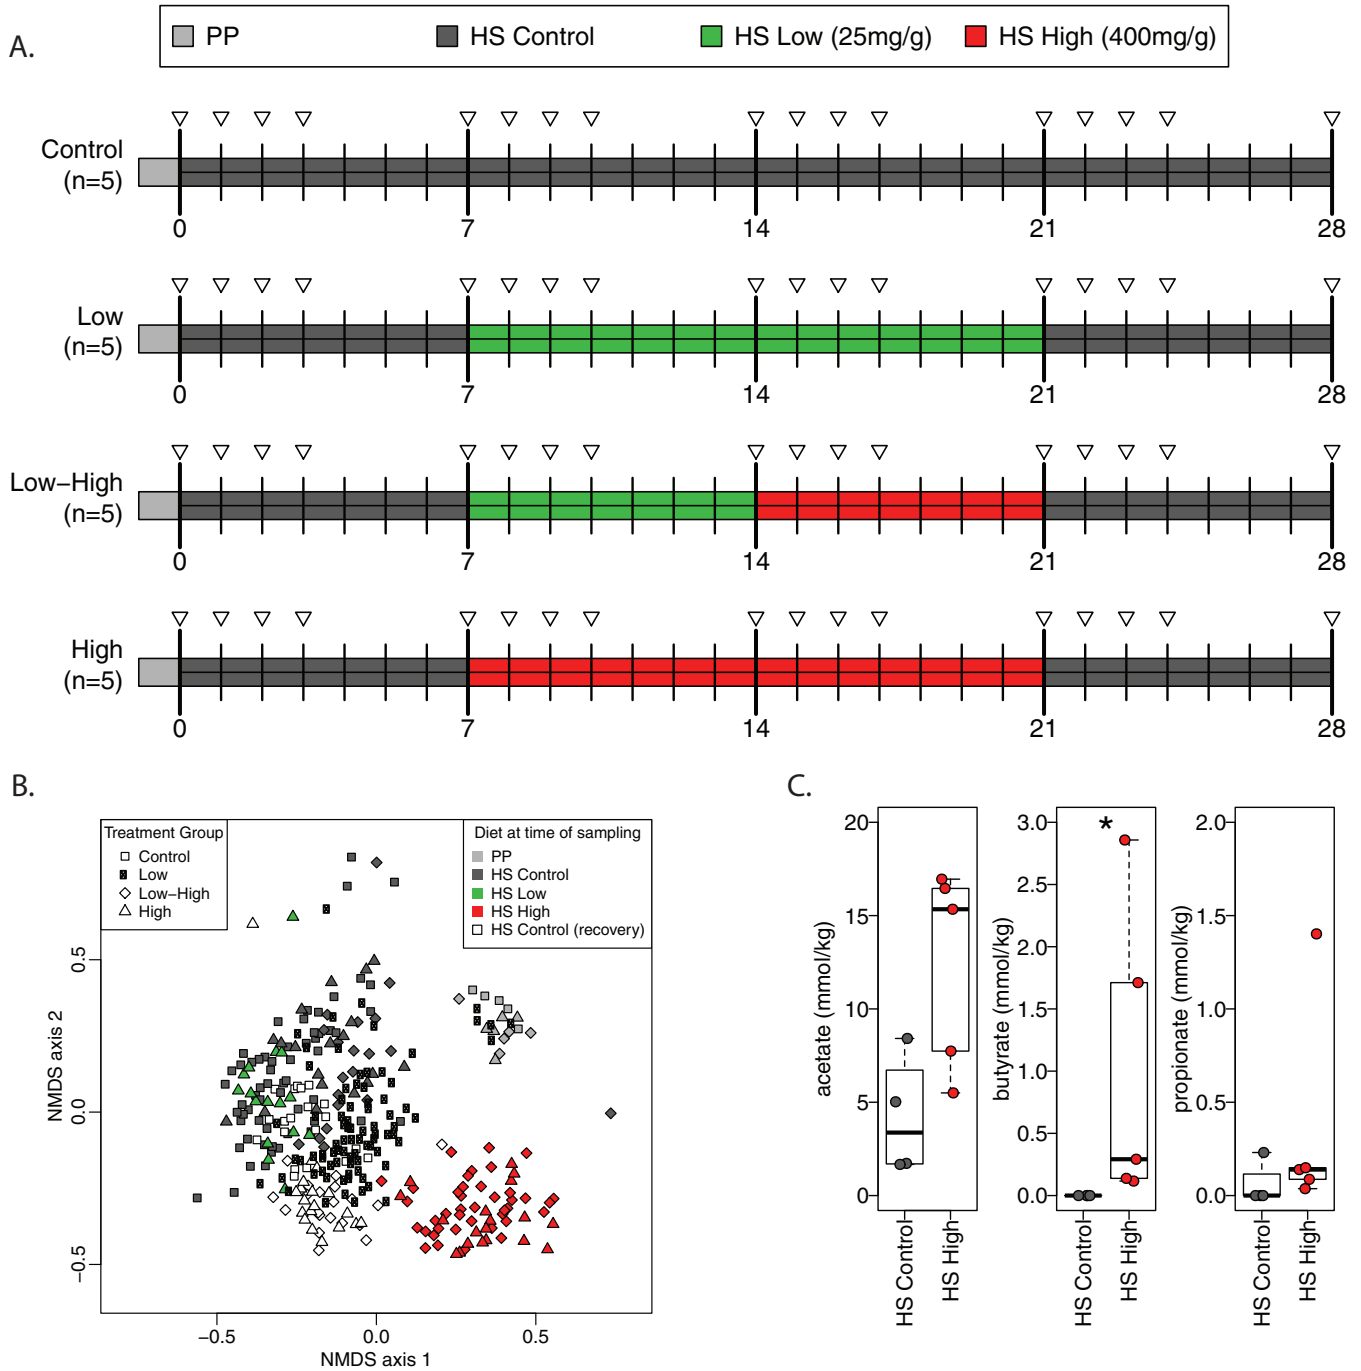 A.
PP HS Control HS Low (25mg/g) HS High (400mg/g)
Control
(n=5)
0 7 14 21 28
Low
(n=5)
0 7 14 21 28
Low−High
(n=5)
0 7 14 21 28
High
(n=5)
0 7 14 21 28
B.
Treatment Group
Control
Low
Low−High
High
Diet at time of sampling
PP
HS Control
HS Low
HS High
HS Control (recovery)
NMDS axis 2
0.5
0.0
−0.5
−0.5 0.0 0.5
NMDS axis 1
C.
acetate (mmol/kg)
20
15
10
5
0
HS Control
HS High
butyrate (mmol/kg)
3.0
2.5
2.0
1.5
1.0
0.5
0.0
*
HS Control
HS High
propionate (mmol/kg)
2.0
1.5
1.0
0.5
0.0
HS Control
HS High